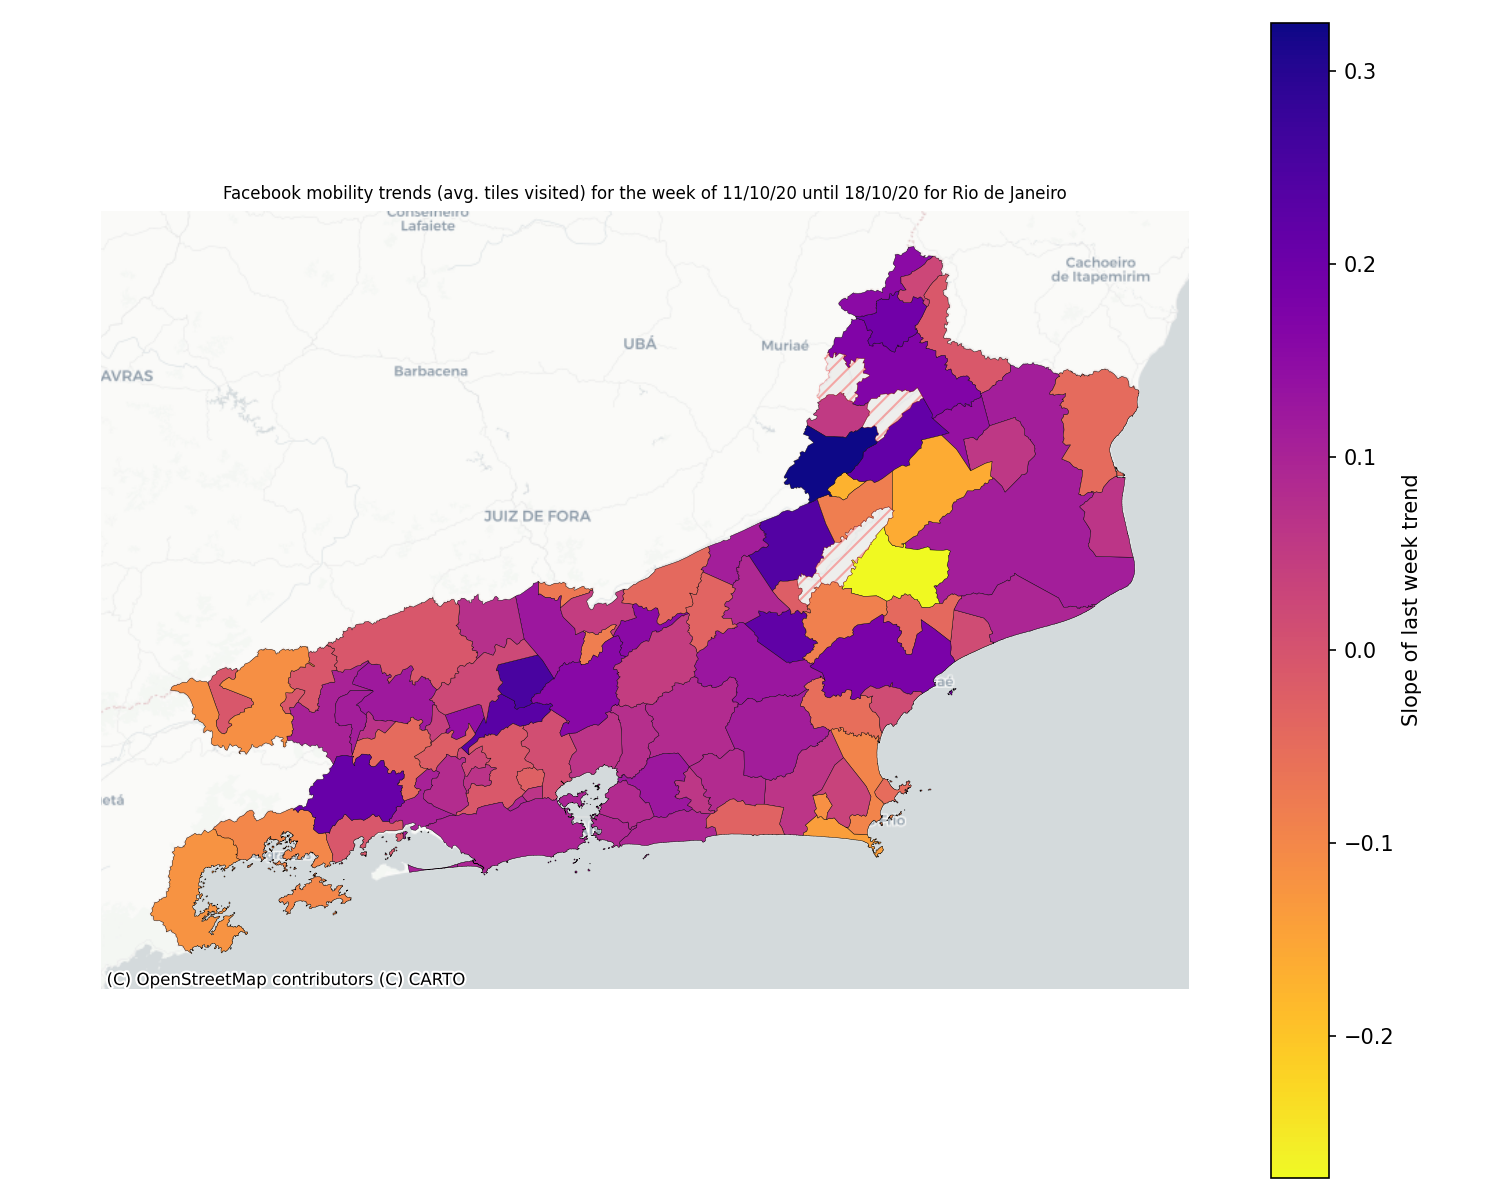 Facebook mobility trends (avg. tiles visited) for the week of 11/10/20 until 18/10/20 for Rio de Janeiro
Conselheiro
Lafaiete
Cachoeiro
de Itapemirim
UBÁ
Muriaé
Barbacena
AVRAS
JUIZ DE FORA
aé
etá
(C) OpenStreetMap contributors (C) CARTO
0.3
0.2
0.1
0.0
−0.1
−0.2
Slope of last week trend